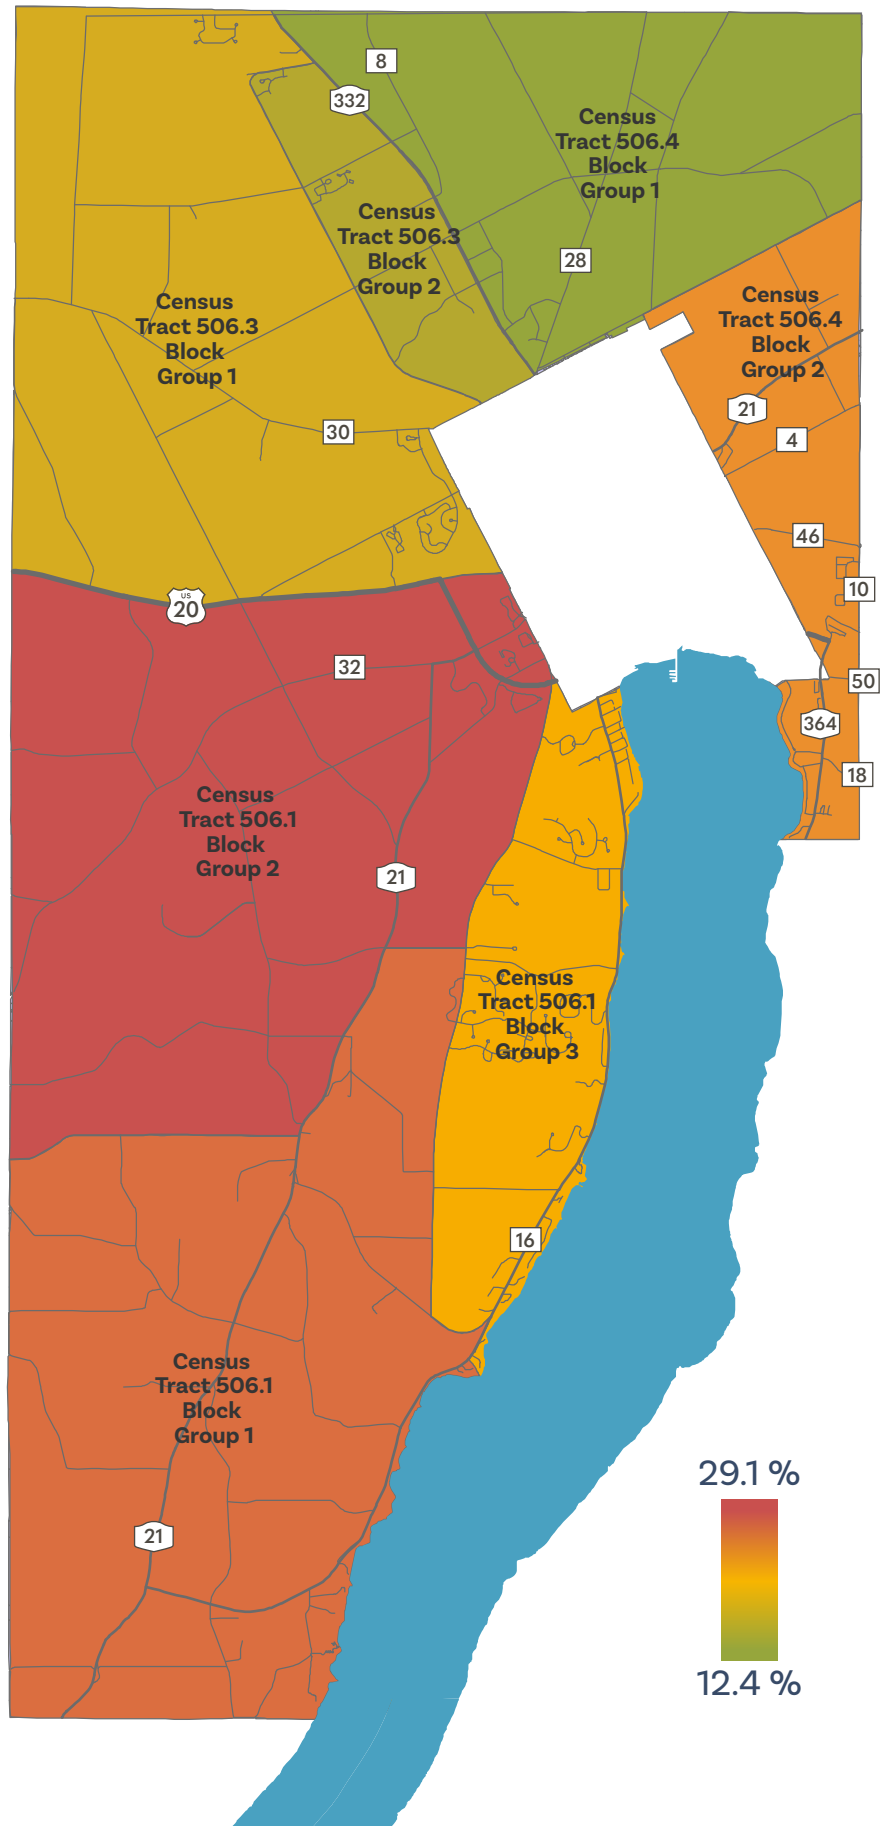 8
332
Census
Tract 506.4
Block
Group 1
Census
Tract 506.3
Block
Group 2
28
Census
Tract 506.3
Block
Group 1
Census
Tract 506.4
Block
Group 2
21
30
4
46
10
US
20
32
50
364
18
Census
Tract 506.1
Block
Group 2
21
Census
Tract 506.1
Block
Group 3
16
Census
Tract 506.1
Block
Group 1
21
29.1 %
12.4 %